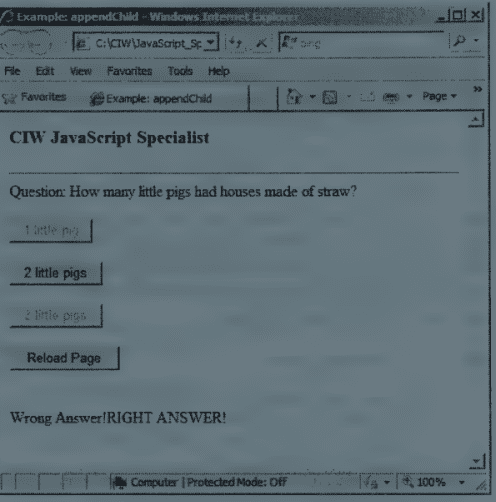 Example: appendChild - Windows Internet Explorer
C:\CIW\JavaScript_Sp
bing
File Edit View Favorites Tools Help
Favorites Example: appendChild Page
CIW JavaScript Specialist
Question: How many little pigs had houses made of straw?
1 little pig
2 little pigs
little pigs
Reload Page
Wrong Answer!RIGHT ANSWER!
Computer | Protected Mode: Off 100%